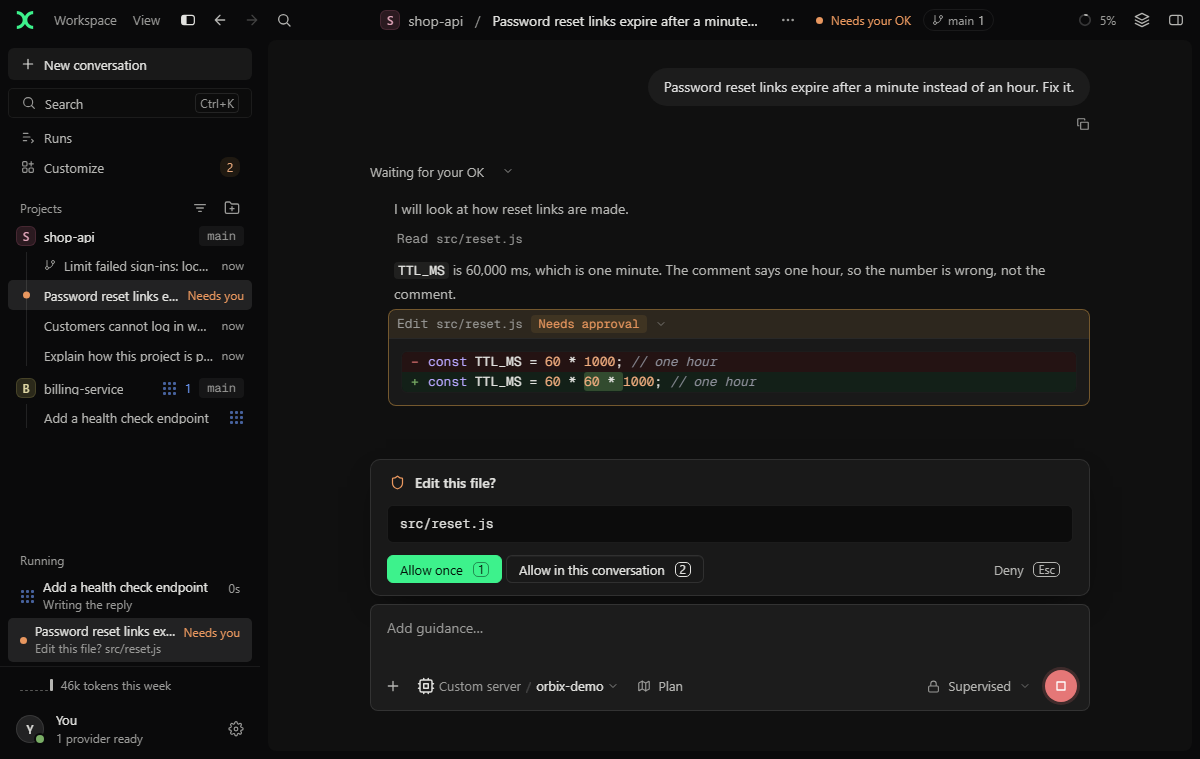 Workspace View
S shop-api / Password reset links expire after a minute... ··· Needs your OK main 1 5%
New conversation
Search Ctrl+K
Runs
Customize 2
Projects
S shop-api main
Limit failed sign-ins: loc... now
Password reset links e... Needs you
Customers cannot log in w... now
Explain how this project is p... now
B billing-service 1 main
Add a health check endpoint
Running
Add a health check endpoint 0s
Writing the reply
Password reset links ex... Needs you
Edit this file? src/reset.js
46k tokens this week
Y You
1 provider ready
Password reset links expire after a minute instead of an hour. Fix it.
Waiting for your OK
I will look at how reset links are made.
Read src/reset.js
TTL_MS is 60,000 ms, which is one minute. The comment says one hour, so the number is wrong, not the
comment.
Edit src/reset.js Needs approval
- const TTL_MS = 60 * 1000; // one hour
+ const TTL_MS = 60 * 60 * 1000; // one hour
Edit this file?
src/reset.js
Allow once 1 Allow in this conversation 2 Deny Esc
Add guidance...
+ Custom server / orbix-demo Plan Supervised